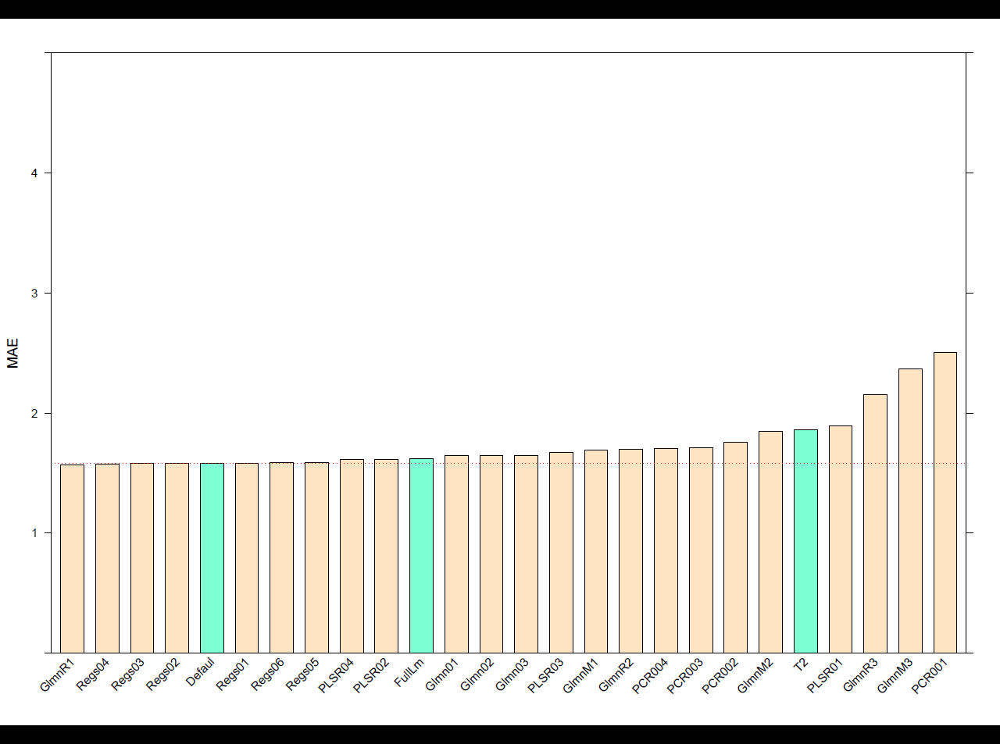 4
3
MAE
2
1
GlmnR1
Regs04
Regs03
Regs02
Defaul
Regs01
Regs06
Regs05
PLSR04
PLSR02
FullLm
Glmn01
Glmn02
Glmn03
PLSR03
GlmnM1
GlmnR2
PCR004
PCR003
PCR002
GlmnM2
T2
PLSR01
GlmnR3
GlmnM3
PCR001